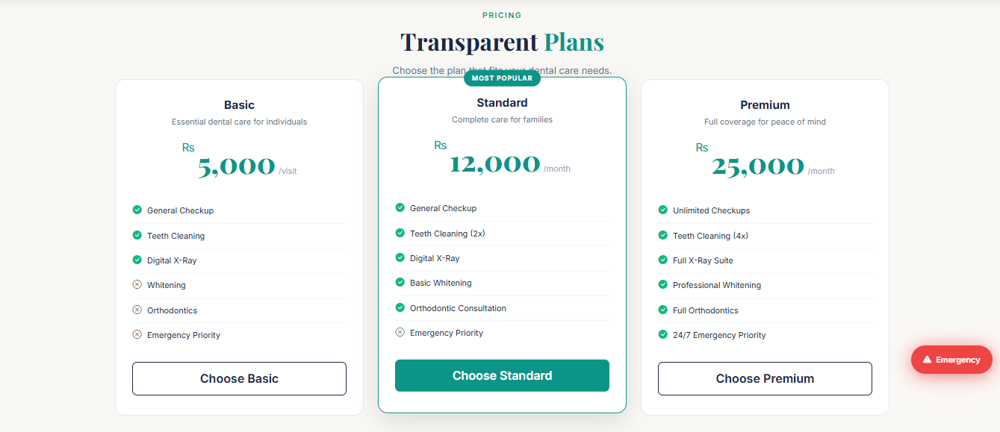 PRICING
Transparent Plans
Choose the plan that fits your dental care needs.
Basic
Essential dental care for individuals
Rs
5,000 /visit
General Checkup
Teeth Cleaning
Digital X-Ray
Whitening
Orthodontics
Emergency Priority
Choose Basic
MOST POPULAR
Standard
Complete care for families
Rs
12,000 /month
General Checkup
Teeth Cleaning (2x)
Digital X-Ray
Basic Whitening
Orthodontic Consultation
Emergency Priority
Choose Standard
Premium
Full coverage for peace of mind
Rs
25,000 /month
Unlimited Checkups
Teeth Cleaning (4x)
Full X-Ray Suite
Professional Whitening
Full Orthodontics
24/7 Emergency Priority
Choose Premium
Emergency